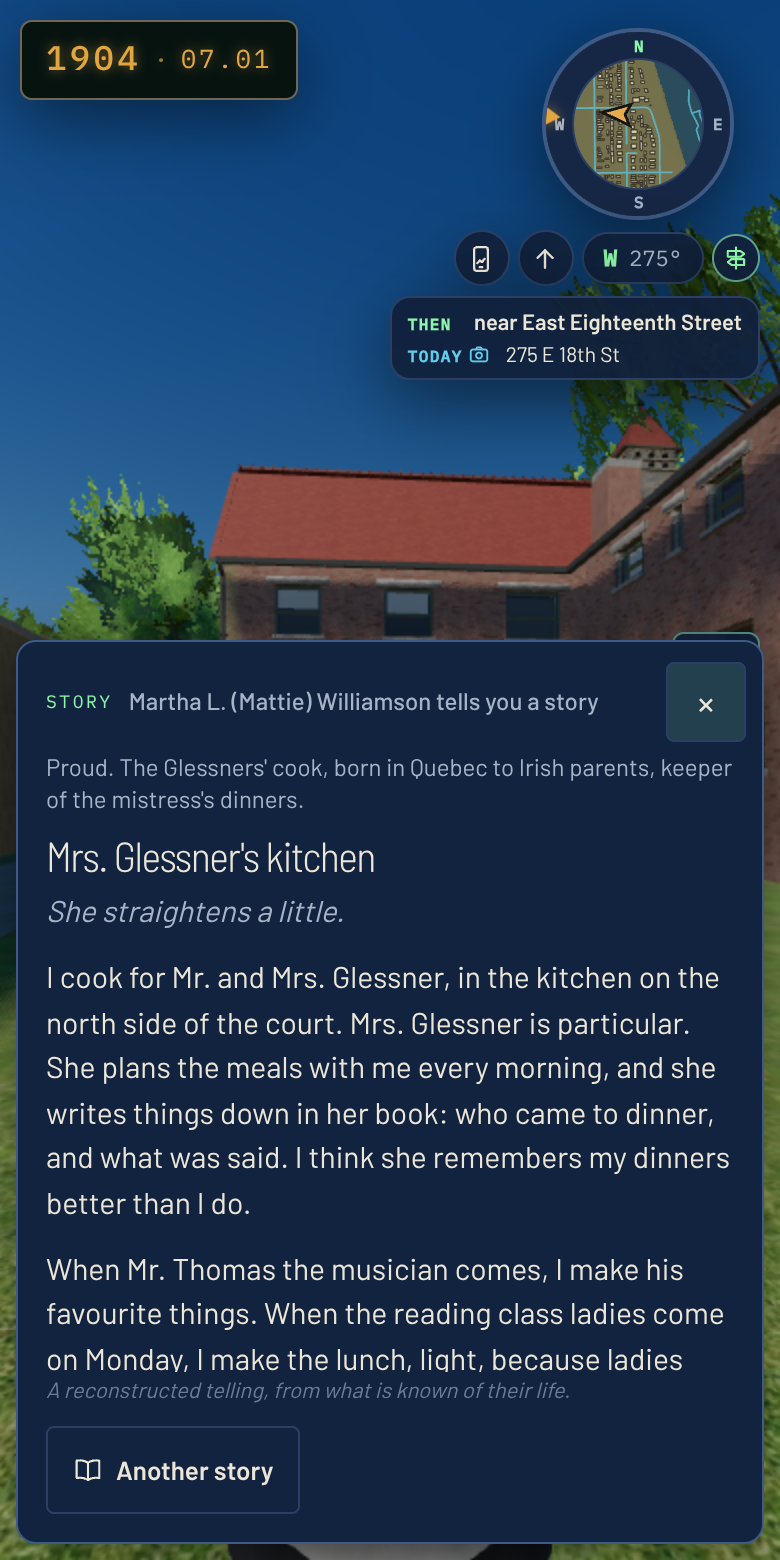 1904 · 07.01
N
W
E
S
W 275°
THEN near East Eighteenth Street
TODAY 275 E 18th St
STORY Martha L. (Mattie) Williamson tells you a story
×
Proud. The Glessners' cook, born in Quebec to Irish parents, keeper
of the mistress's dinners.
Mrs. Glessner's kitchen
She straightens a little.
I cook for Mr. and Mrs. Glessner, in the kitchen on the
north side of the court. Mrs. Glessner is particular.
She plans the meals with me every morning, and she
writes things down in her book: who came to dinner,
and what was said. I think she remembers my dinners
better than I do.
When Mr. Thomas the musician comes, I make his
favourite things. When the reading class ladies come
on Monday, I make the lunch, light, because ladies
A reconstructed telling, from what is known of their life.
Another story